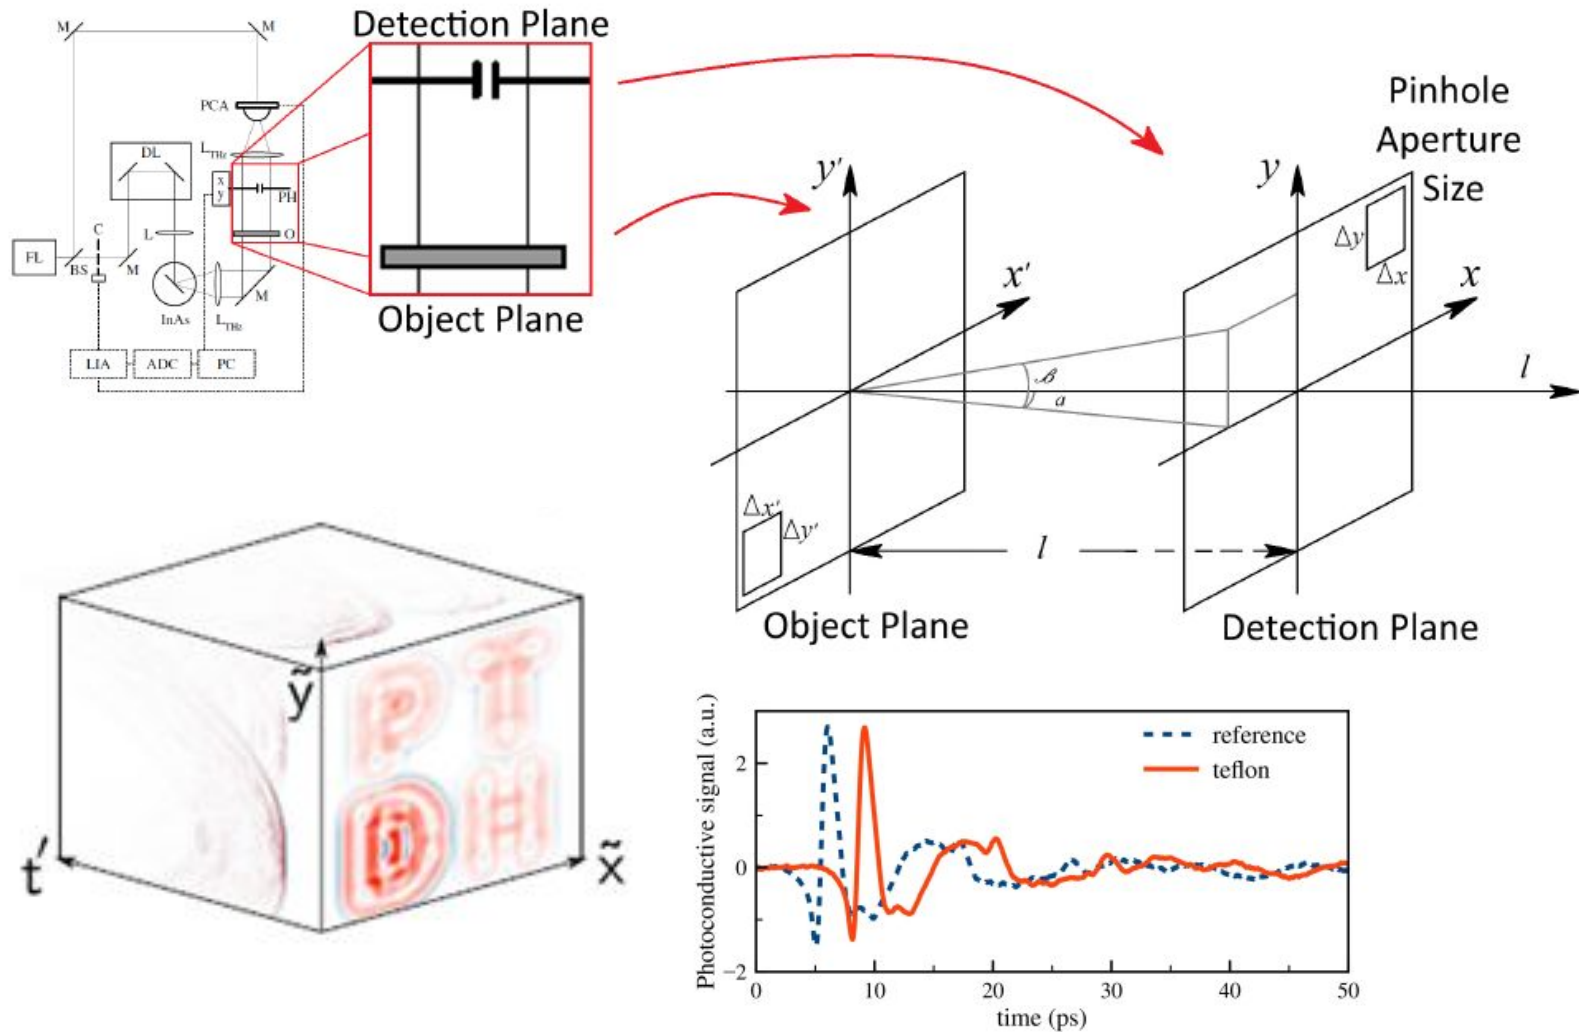 Detection Plane
M
M
PCA
L_THz
DL
x
y
PH
C
L
O
FL
BS
M
M
InAs
L_THz
LIA
ADC
PC
Object Plane
Pinhole
Aperture
Size
y′
x′
y
x
Δy
Δx
ℬ
a
l
Δx′
Δy′
l
Object Plane
Detection Plane
P T
D H
ỹ
t′
x̃
Photoconductive signal (a.u.)
reference
teflon
2
0
−2
0
10
20
30
40
50
time (ps)